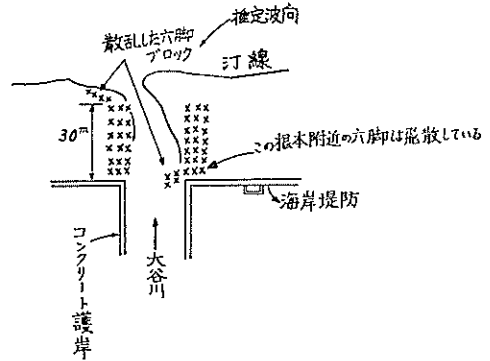 推定波向
散乱した六脚
ブロック
汀線
30m
この根本附近の六脚は飛散している
海岸堤防
大谷川
コンクリート護岸